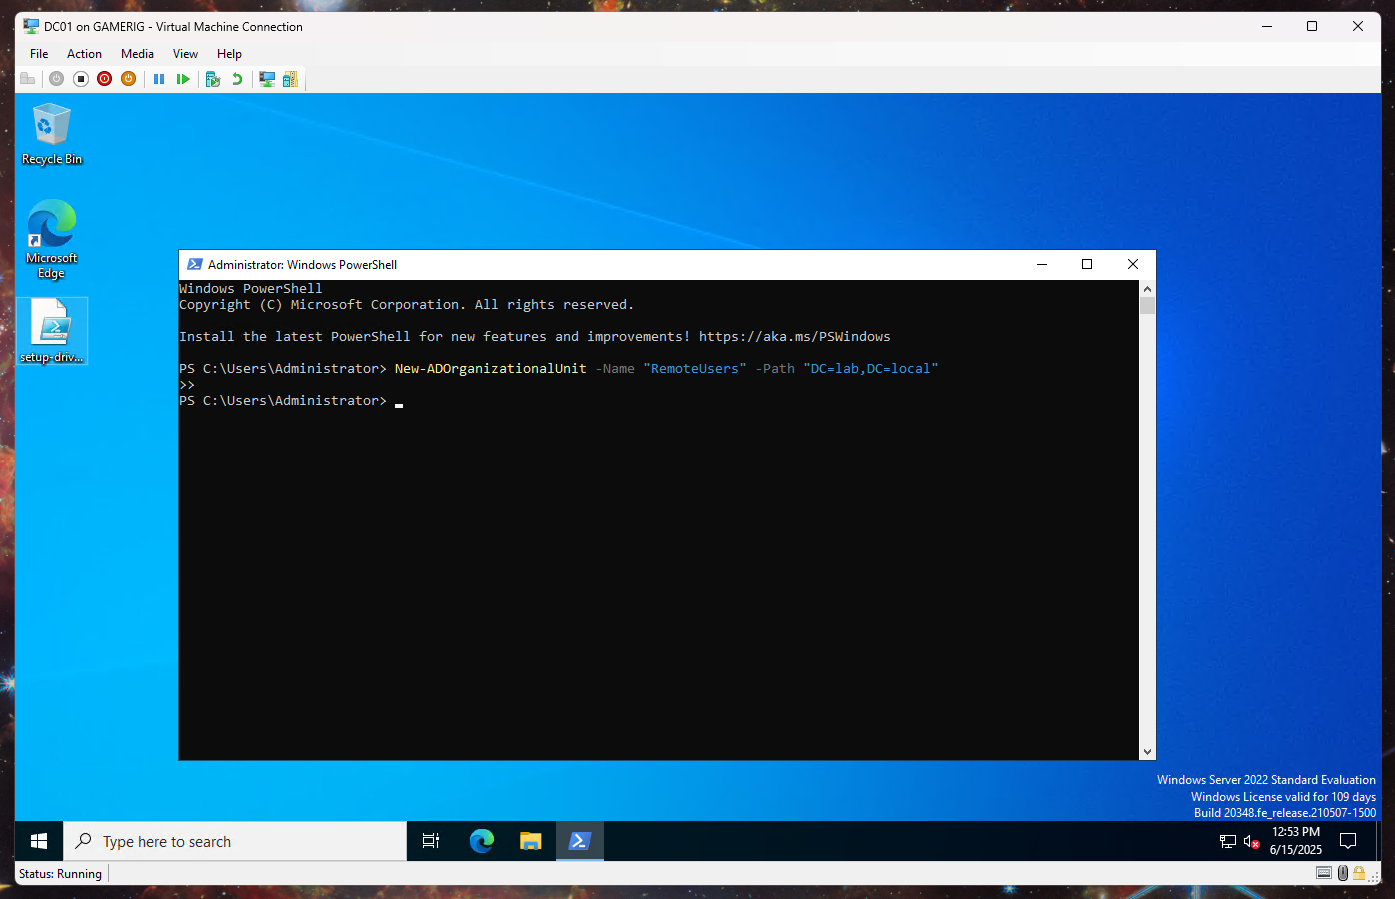 DC01 on GAMERIG - Virtual Machine Connection
File Action Media View Help
Recycle Bin
Microsoft
Edge
setup-driv...
Administrator: Windows PowerShell
Windows PowerShell
Copyright (C) Microsoft Corporation. All rights reserved.
Install the latest PowerShell for new features and improvements! https://aka.ms/PSWindows
PS C:\Users\Administrator> New-ADOrganizationalUnit -Name "RemoteUsers" -Path "DC=lab,DC=local"
>>
PS C:\Users\Administrator>
Windows Server 2022 Standard Evaluation
Windows License valid for 109 days
Build 20348.fe_release.210507-1500
Type here to search
12:53 PM
6/15/2025
Status: Running